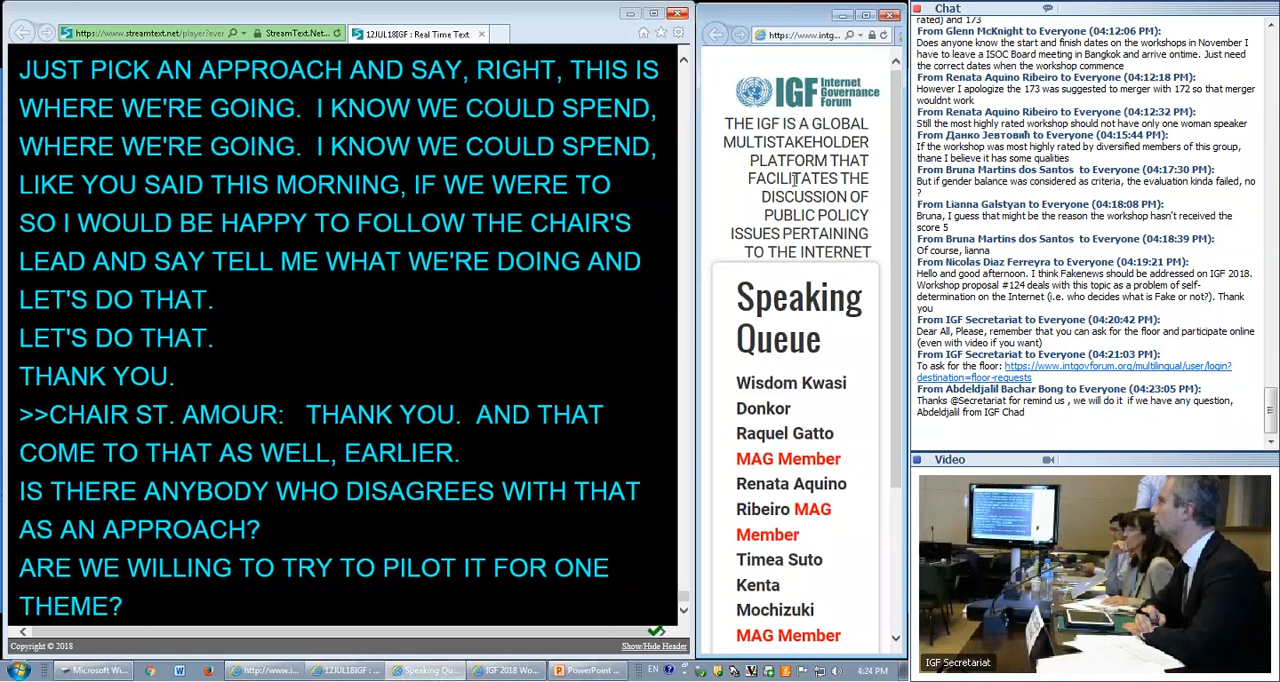 https://www.streamtext.net/player?ever
StreamText.Net...
12JUL18IGF : Real Time Text
JUST PICK AN APPROACH AND SAY, RIGHT, THIS IS
WHERE WE'RE GOING.  I KNOW WE COULD SPEND,
WHERE WE'RE GOING.  I KNOW WE COULD SPEND,
LIKE YOU SAID THIS MORNING, IF WE WERE TO
SO I WOULD BE HAPPY TO FOLLOW THE CHAIR'S
LEAD AND SAY TELL ME WHAT WE'RE DOING AND
LET'S DO THAT.
LET'S DO THAT.
THANK YOU.
>>CHAIR ST. AMOUR:   THANK YOU.  AND THAT
COME TO THAT AS WELL, EARLIER.
IS THERE ANYBODY WHO DISAGREES WITH THAT
AS AN APPROACH?
ARE WE WILLING TO TRY TO PILOT IT FOR ONE
THEME?
Copyright © 2018
Show/Hide Header
https://www.intg
IGF Internet
Governance
Forum
THE IGF IS A GLOBAL
MULTISTAKEHOLDER
PLATFORM THAT
FACILITATES THE
DISCUSSION OF
PUBLIC POLICY
ISSUES PERTAINING
TO THE INTERNET
Speaking
Queue
Wisdom Kwasi
Donkor
Raquel Gatto
MAG Member
Renata Aquino
Ribeiro MAG
Member
Timea Suto
Kenta
Mochizuki
MAG Member
Chat
rated) and 173
From Glenn McKnight to Everyone (04:12:06 PM):
Does anyone know the start and finish dates on the workshops in November I
have to leave a ISOC Board meeting in Bangkok and arrive ontime. Just need
the correct dates when the workshop commence
From Renata Aquino Ribeiro to Everyone (04:12:18 PM):
However I apologize the 173 was suggested to merger with 172 so that merger
wouldnt work
From Renata Aquino Ribeiro to Everyone (04:12:32 PM):
Still the most highly rated workshop should not have only one woman speaker
From Данко Јевтовић to Everyone (04:15:44 PM):
If the workshop was most highly rated by diversified members of this group,
thane I believe it has some qualities
From Bruna Martins dos Santos  to Everyone (04:17:30 PM):
But if gender balance was considered as criteria, the evaluation kinda failed, no
?
From Lianna Galstyan to Everyone (04:18:08 PM):
Bruna, I guess that might be the reason the workshop hasn't received the
score 5
From Bruna Martins dos Santos  to Everyone (04:18:39 PM):
Of course, lianna
From Nicolas Diaz Ferreyra to Everyone (04:19:21 PM):
Hello and good afternoon. I think Fakenews should be addressed on IGF 2018.
Workshop proposal #124 deals with this topic as a problem of self-
determination on the Internet (i.e. who decides what is Fake or not?). Thank
you
From IGF Secretariat to Everyone (04:20:42 PM):
Dear All, Please, remember that you can ask for the floor and participate online
(even with video if you want)
From IGF Secretariat to Everyone (04:21:03 PM):
To ask for the floor: https://www.intgovforum.org/multilingual/user/login?
destination=floor-requests
From Abdeldjalil Bachar Bong to Everyone (04:23:05 PM):
Thanks @Secretariat for remind us , we will do it  if we have any question,
Abdeldjalil from IGF Chad
Video
IGF Secretariat
Microsoft Wi...
http://www.i...
12JUL18IGF :...
Speaking Qu...
IGF 2018 Wo...
PowerPoint ...
EN
4:24 PM